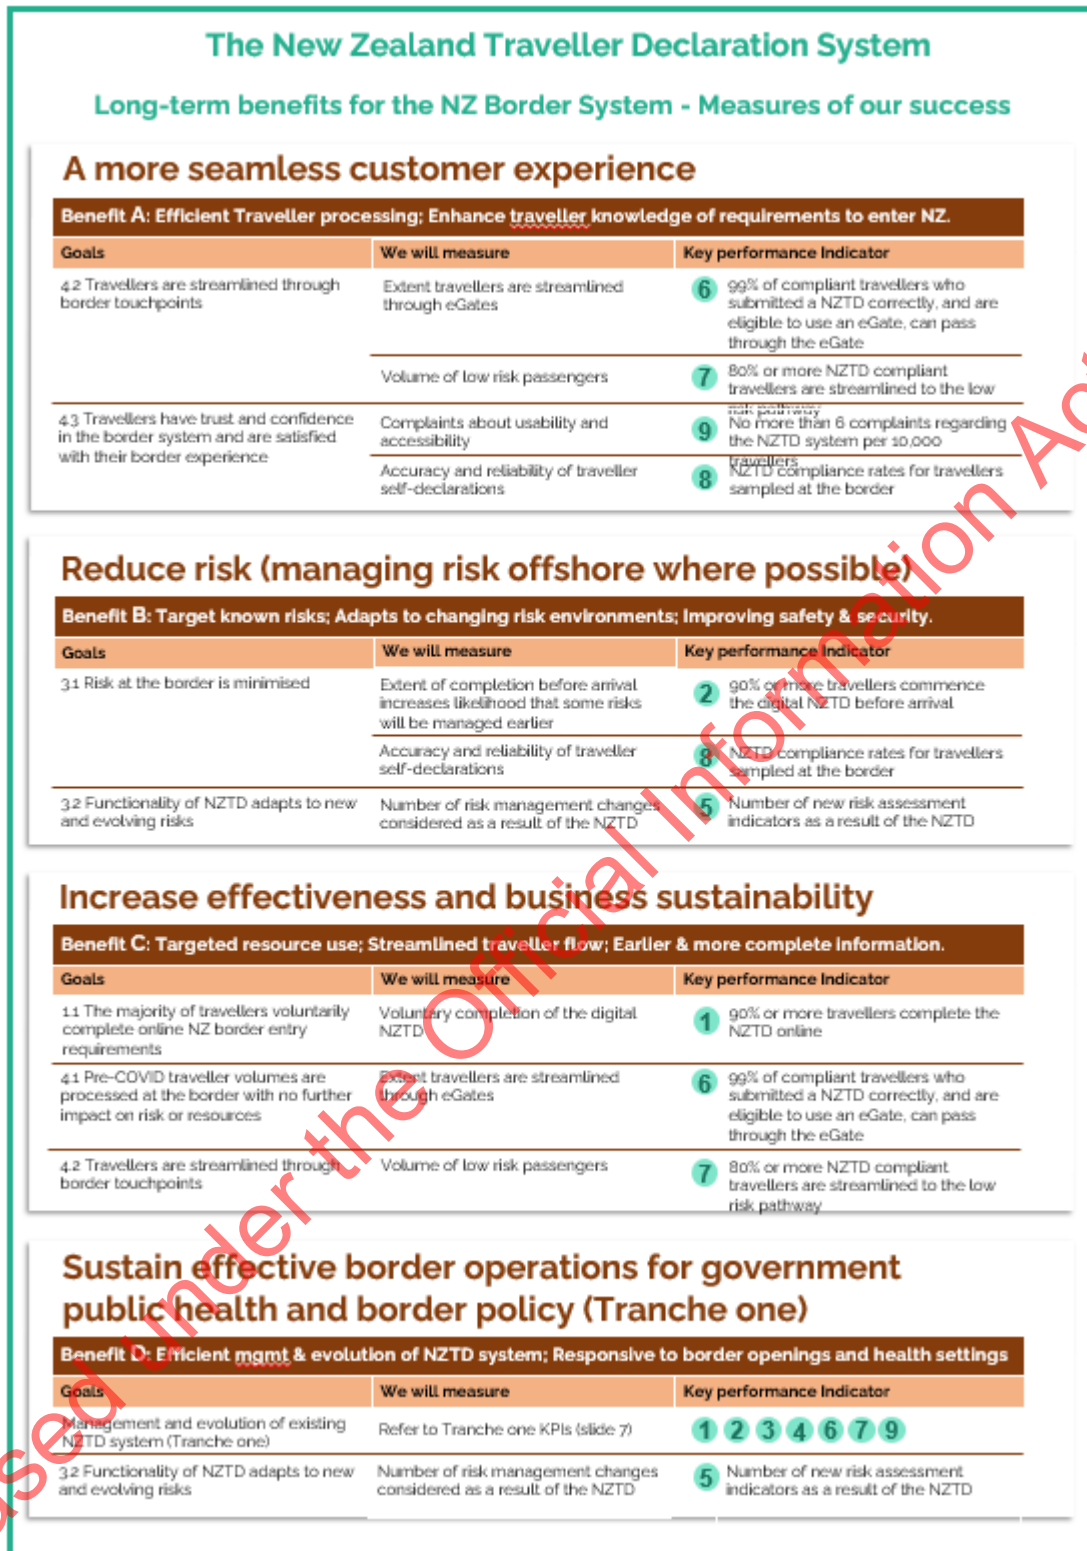 The New Zealand Traveller Declaration System
Long-term benefits for the NZ Border System - Measures of our success
A more seamless customer experience
Benefit A: Efficient Traveller processing; Enhance traveller knowledge of requirements to enter NZ.
Goals
We will measure
Key performance Indicator
4.2 Travellers are streamlined through
border touchpoints
Extent travellers are streamlined
through eGates
6
99% of compliant travellers who
submitted a NZTD correctly, and are
eligible to use an eGate, can pass
through the eGate
Volume of low risk passengers
7
80% or more NZTD compliant
travellers are streamlined to the low
risk pathway
4.3 Travellers have trust and confidence
in the border system and are satisfied
with their border experience
Complaints about usability and
accessibility
9
No more than 6 complaints regarding
the NZTD system per 10,000
travellers
Accuracy and reliability of traveller
self-declarations
8
NZTD compliance rates for travellers
sampled at the border
Reduce risk (managing risk offshore where possible)
Benefit B: Target known risks; Adapts to changing risk environments; Improving safety & security.
Goals
We will measure
Key performance Indicator
3.1 Risk at the border is minimised
Extent of completion before arrival
increases likelihood that some risks
will be managed earlier
2
90% or more travellers commence
the digital NZTD before arrival
Accuracy and reliability of traveller
self-declarations
8
NZTD compliance rates for travellers
sampled at the border
3.2 Functionality of NZTD adapts to new
and evolving risks
Number of risk management changes
considered as a result of the NZTD
5
Number of new risk assessment
indicators as a result of the NZTD
Increase effectiveness and business sustainability
Benefit C: Targeted resource use; Streamlined traveller flow; Earlier & more complete information.
Goals
We will measure
Key performance Indicator
1.1 The majority of travellers voluntarily
complete online NZ border entry
requirements
Voluntary completion of the digital
NZTD
1
90% or more travellers complete the
NZTD online
4.1 Pre-COVID traveller volumes are
processed at the border with no further
impact on risk or resources
Extent travellers are streamlined
through eGates
6
99% of compliant travellers who
submitted a NZTD correctly, and are
eligible to use an eGate, can pass
through the eGate
4.2 Travellers are streamlined through
border touchpoints
Volume of low risk passengers
7
80% or more NZTD compliant
travellers are streamlined to the low
risk pathway
Sustain effective border operations for government
public health and border policy (Tranche one)
Benefit D: Efficient mgmt & evolution of NZTD system; Responsive to border openings and health settings
Goals
We will measure
Key performance Indicator
Management and evolution of existing
NZTD system (Tranche one)
Refer to Tranche one KPIs (slide 7)
1 2 3 4 6 7 9
3.2 Functionality of NZTD adapts to new
and evolving risks
Number of risk management changes
considered as a result of the NZTD
5
Number of new risk assessment
indicators as a result of the NZTD
under the Official Information